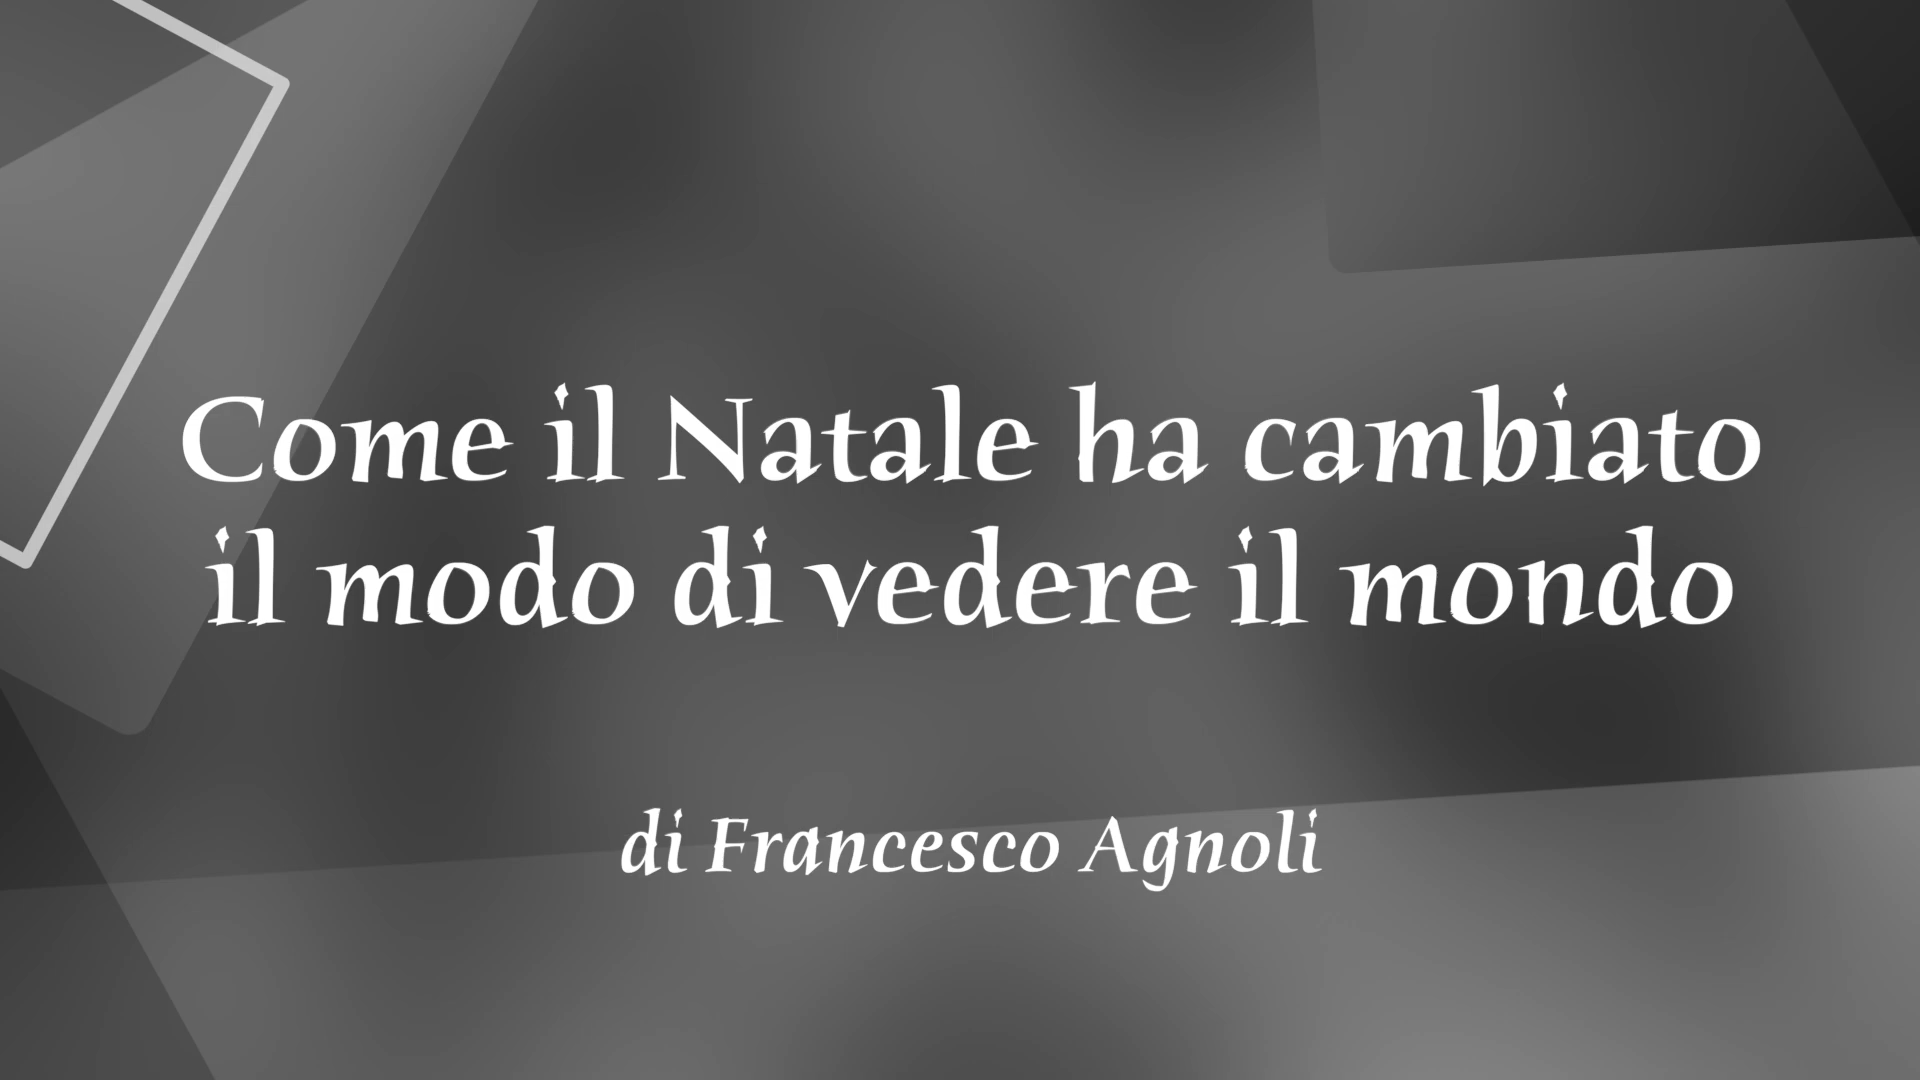 Come il Natale ha cambiato
il modo di vedere il mondo
di Francesco Agnoli